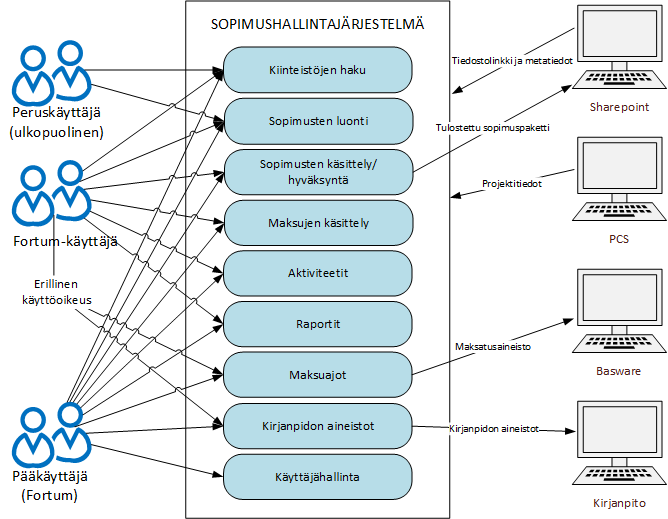 SOPIMUSHALLINTAJÄRJESTELMÄ
Peruskäyttäjä
(ulkopuolinen)
Fortum-käyttäjä
Erillinen
käyttöoikeus
Pääkäyttäjä
(Fortum)
Kiinteistöjen haku
Sopimusten luonti
Sopimusten käsittely/
hyväksyntä
Maksujen käsittely
Aktiviteetit
Raportit
Maksuajot
Kirjanpidon aineistot
Käyttäjähallinta
Tiedostolinkki ja metatiedot
Tulostettu sopimuspaketti
Projektitiedot
Maksatusaineisto
Kirjanpidon aineistot
Sharepoint
PCS
Basware
Kirjanpito